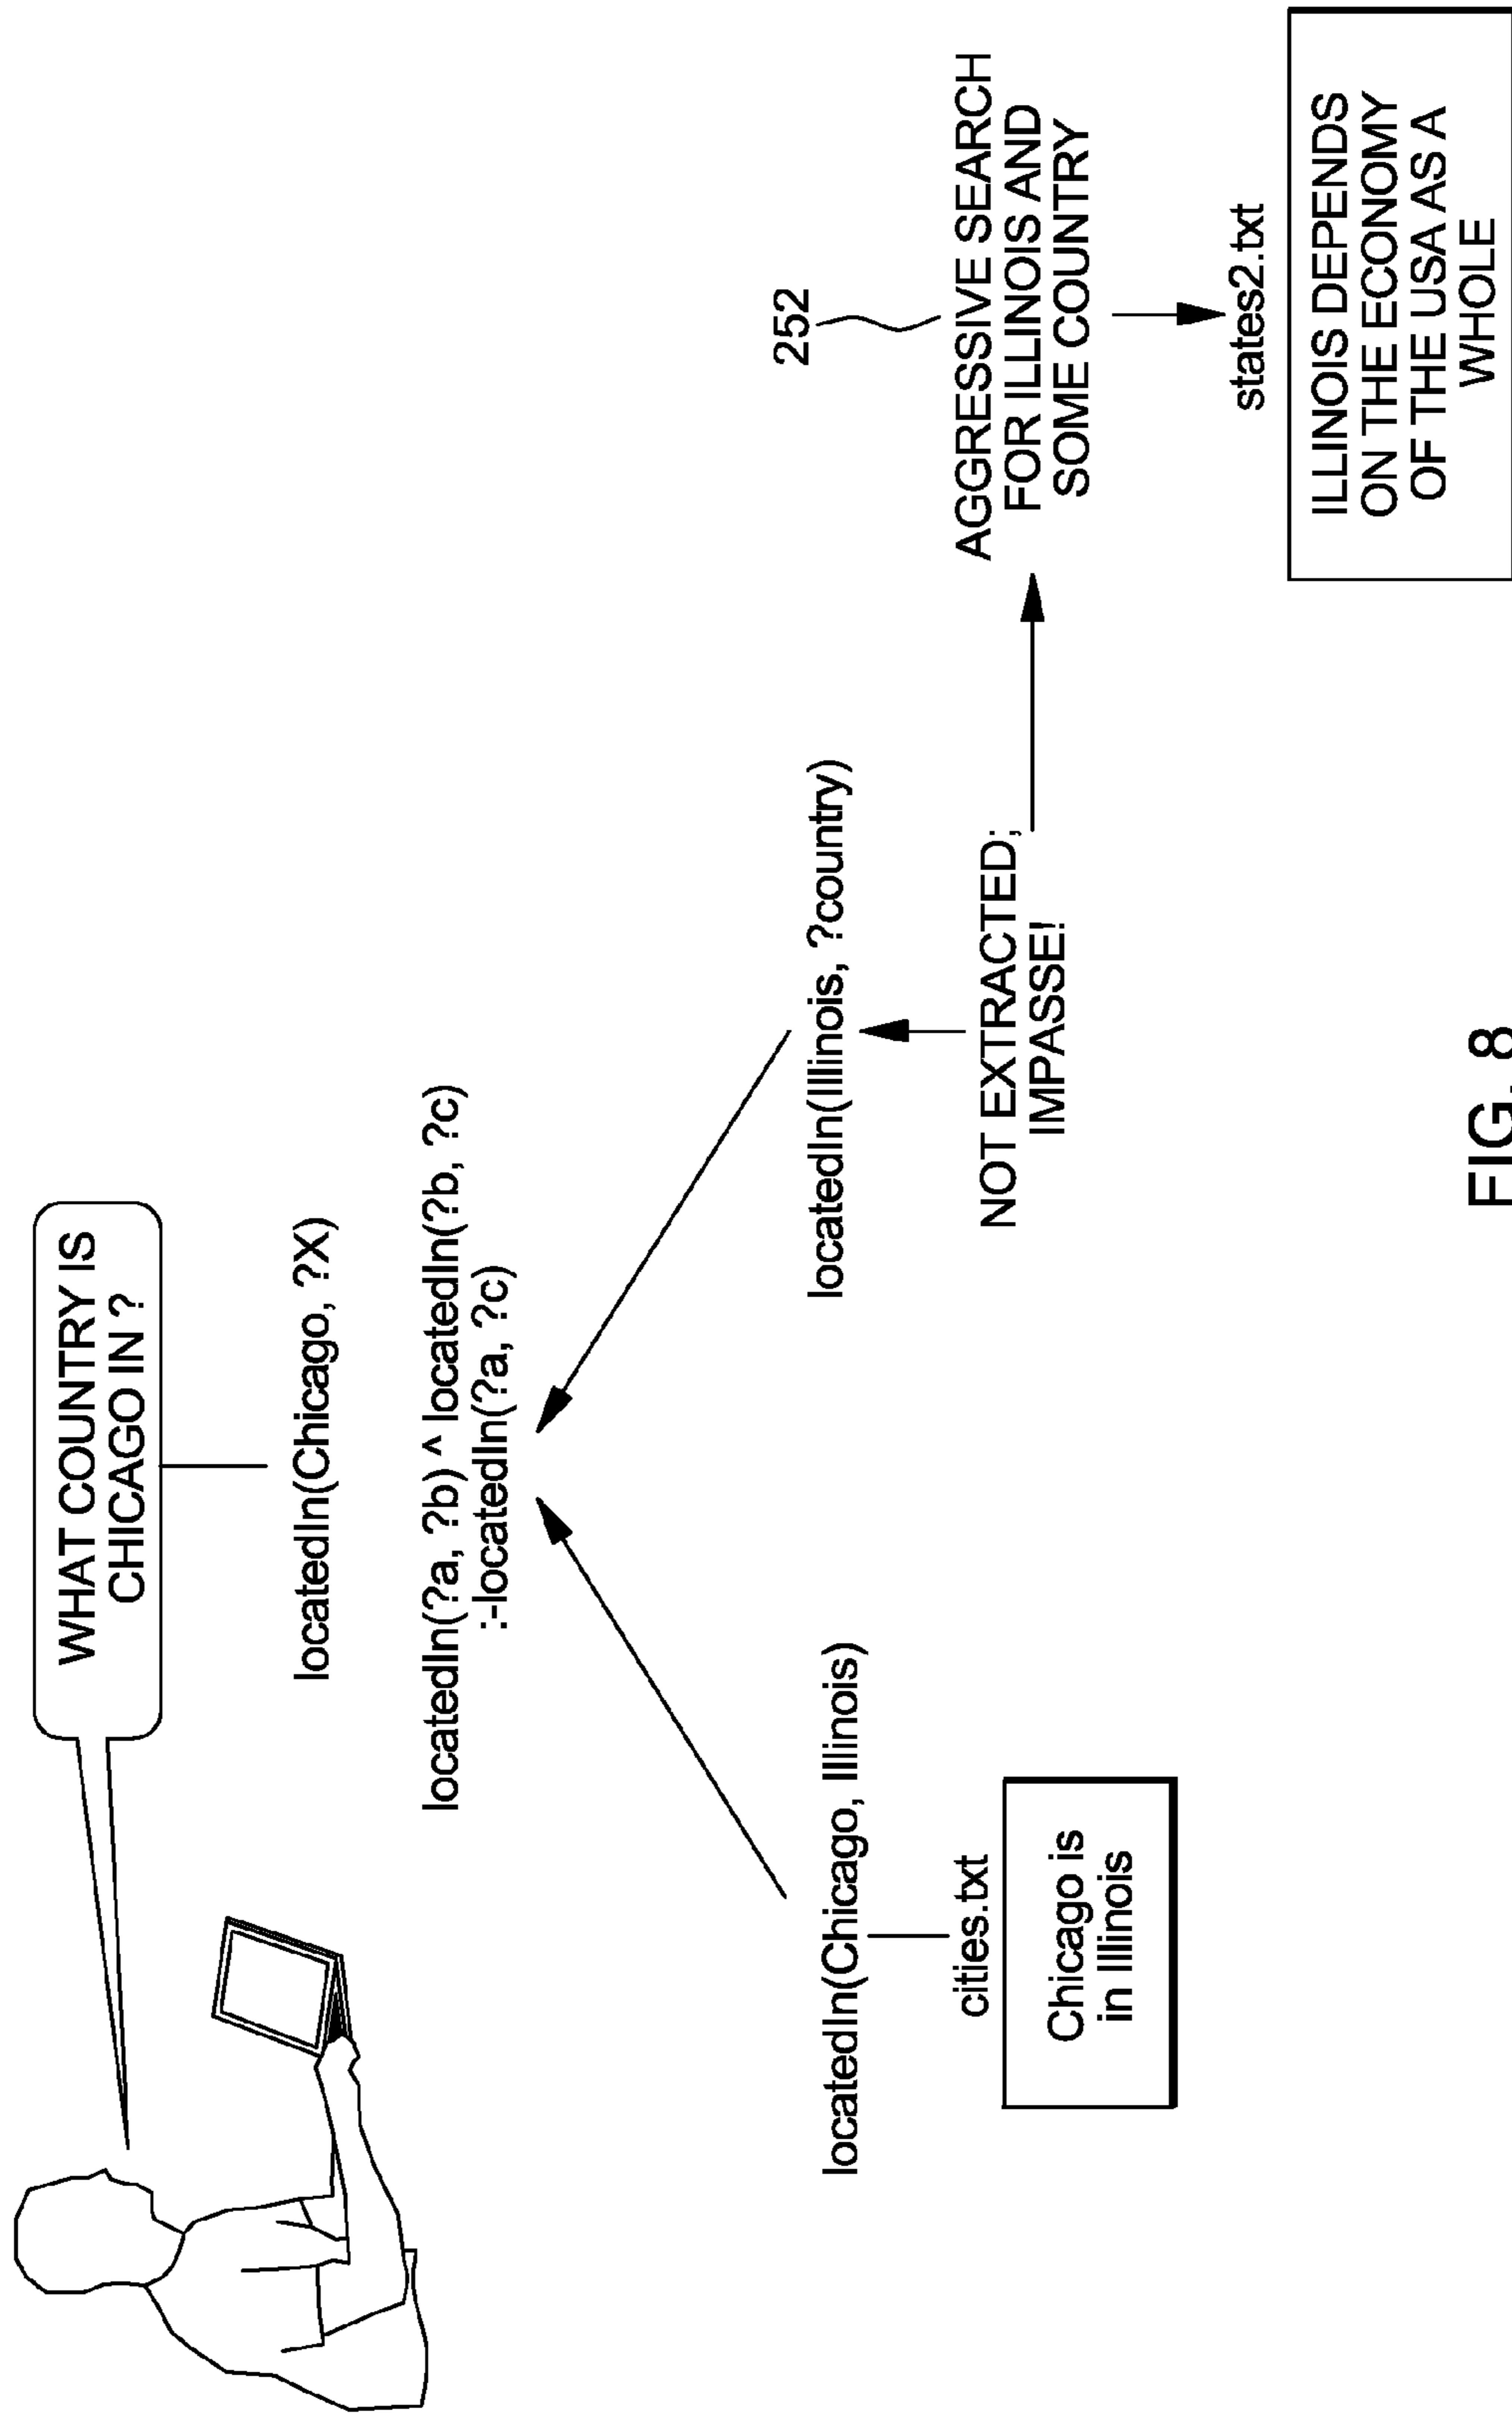 WHAT COUNTRY IS
CHICAGO IN ?
locatedIn(Chicago, ?X)
locatedIn(?a, ?b) ^ locatedIn(?b, ?c)
:-locatedIn(?a, ?c)
locatedIn(Chicago, Illinois)
cities.txt
Chicago is
in Illinois
locatedIn(Illinois, ?country)
NOT EXTRACTED;
IMPASSE!
252
AGGRESSIVE SEARCH
FOR ILLINOIS AND
SOME COUNTRY
states2.txt
ILLINOIS DEPENDS
ON THE ECONOMY
OF THE USA AS A
WHOLE
FIG. 8